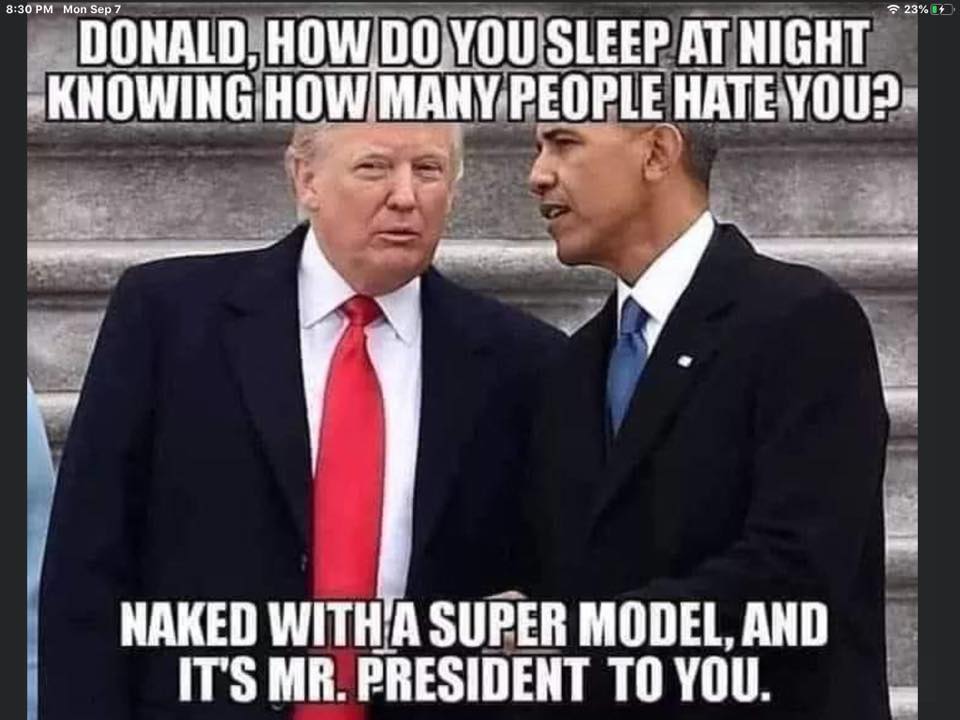 8:30 PM Mon Sep 7
23%
DONALD, HOW DO YOU SLEEP AT NIGHT
KNOWING HOW MANY PEOPLE HATE YOU?
NAKED WITH A SUPER MODEL, AND
IT'S MR. PRESIDENT TO YOU.